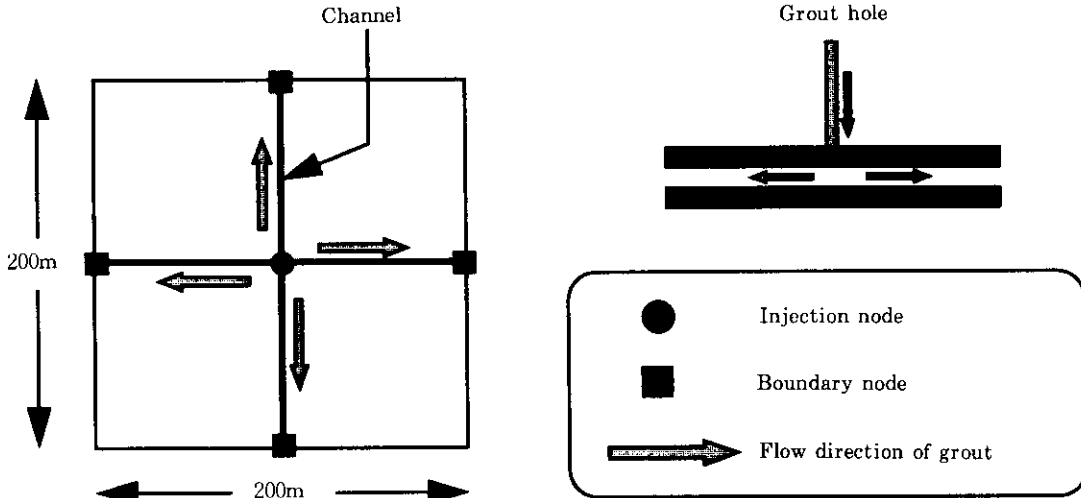 Channel
Grout hole
200m
200m
Injection node
Boundary node
Flow direction of grout